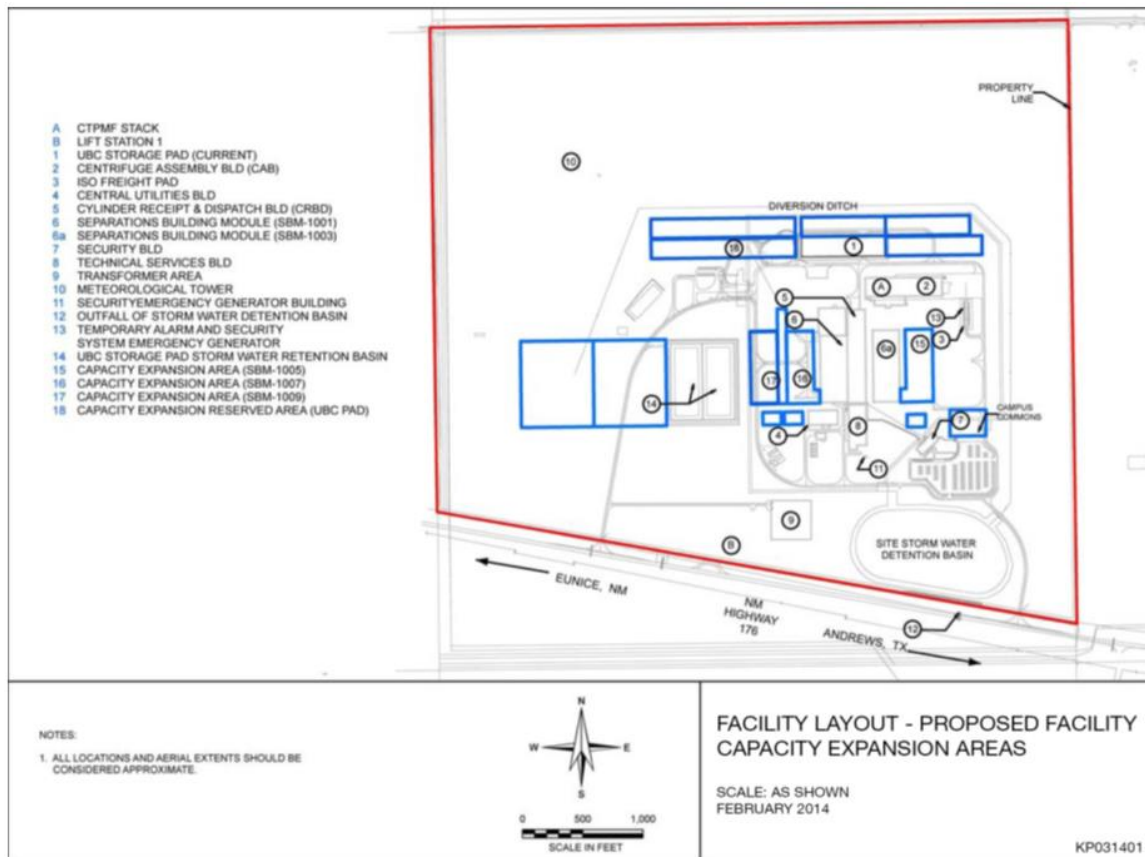 A CTPMF STACK
B LIFT STATION 1
1 UBC STORAGE PAD (CURRENT)
2 CENTRIFUGE ASSEMBLY BLD (CAB)
3 ISO FREIGHT PAD
4 CENTRAL UTILITIES BLD
5 CYLINDER RECEIPT & DISPATCH BLD (CRBD)
6 SEPARATIONS BUILDING MODULE (SBM-1001)
6a SEPARATIONS BUILDING MODULE (SBM-1003)
7 SECURITY BLD
8 TECHNICAL SERVICES BLD
9 TRANSFORMER AREA
10 METEOROLOGICAL TOWER
11 SECURITYEMERGENCY GENERATOR BUILDING
12 OUTFALL OF STORM WATER DETENTION BASIN
13 TEMPORARY ALARM AND SECURITY
SYSTEM EMERGENCY GENERATOR
14 UBC STORAGE PAD STORM WATER RETENTION BASIN
15 CAPACITY EXPANSION AREA (SBM-1005)
16 CAPACITY EXPANSION AREA (SBM-1007)
17 CAPACITY EXPANSION AREA (SBM-1009)
18 CAPACITY EXPANSION RESERVED AREA (UBC PAD)
PROPERTY
LINE
10
DIVERSION DITCH
16
1
A
2
5
6
13
6a
15
3
17
16
14
CAMPUS
COMMONS
4
8
7
11
9
B
SITE STORM WATER
DETENTION BASIN
EUNICE, NM
NM
HIGHWAY
176
12
ANDREWS, TX
NOTES:
1. ALL LOCATIONS AND AERIAL EXTENTS SHOULD BE
CONSIDERED APPROXIMATE.
N
W
E
S
0 500 1,000
SCALE IN FEET
FACILITY LAYOUT - PROPOSED FACILITY
CAPACITY EXPANSION AREAS
SCALE: AS SHOWN
FEBRUARY 2014
KP031401